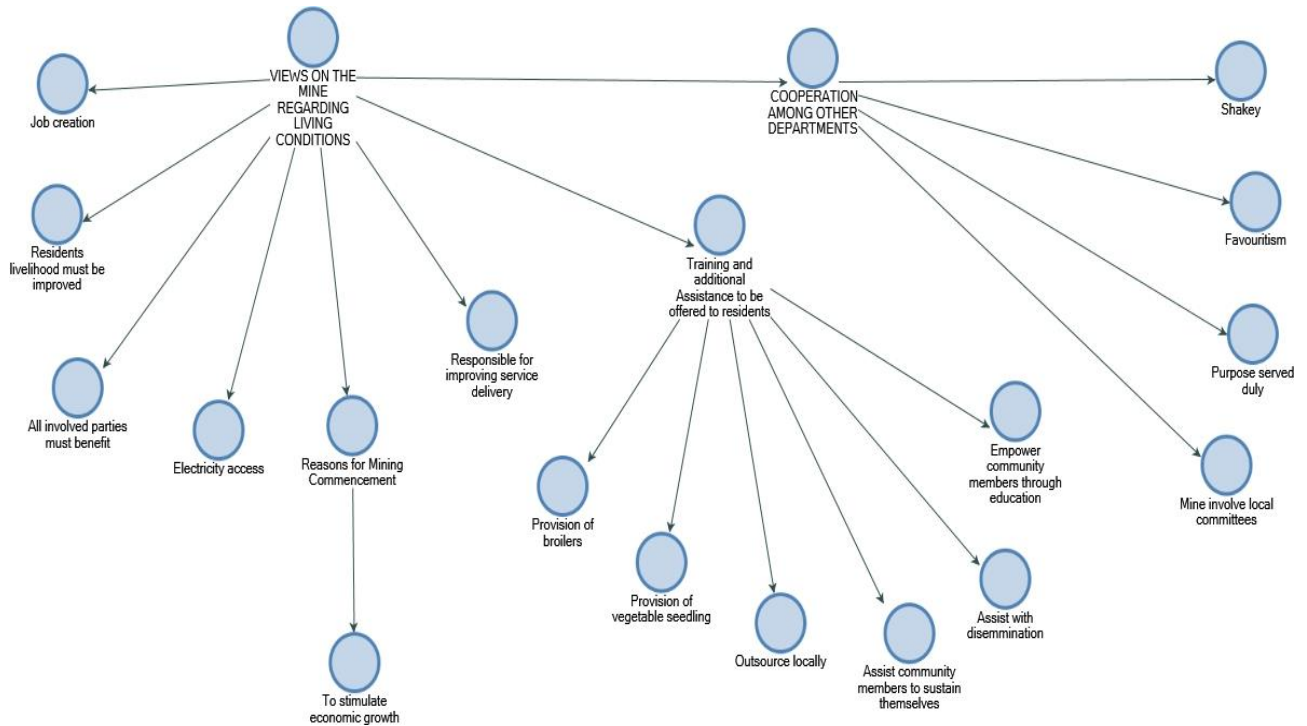 VIEWS ON THE
MINE
REGARDING
LIVING
CONDITIONS
COOPERATION
AMONG OTHER
DEPARTMENTS
Shakey
Job creation
Favouritism
Residents
livelihood must be
improved
Training and
additional
Assistance to be
offered to residents
Responsible for
improving service
delivery
Purpose served
duly
All involved parties
must benefit
Electricity access
Reasons for Mining
Commencement
Empower
community
members through
education
Mine involve local
committees
Provision of
broilers
Provision of
vegetable seedling
Assist with
disemmination
Outsource locally
Assist community
members to sustain
themselves
To stimulate
economic growth